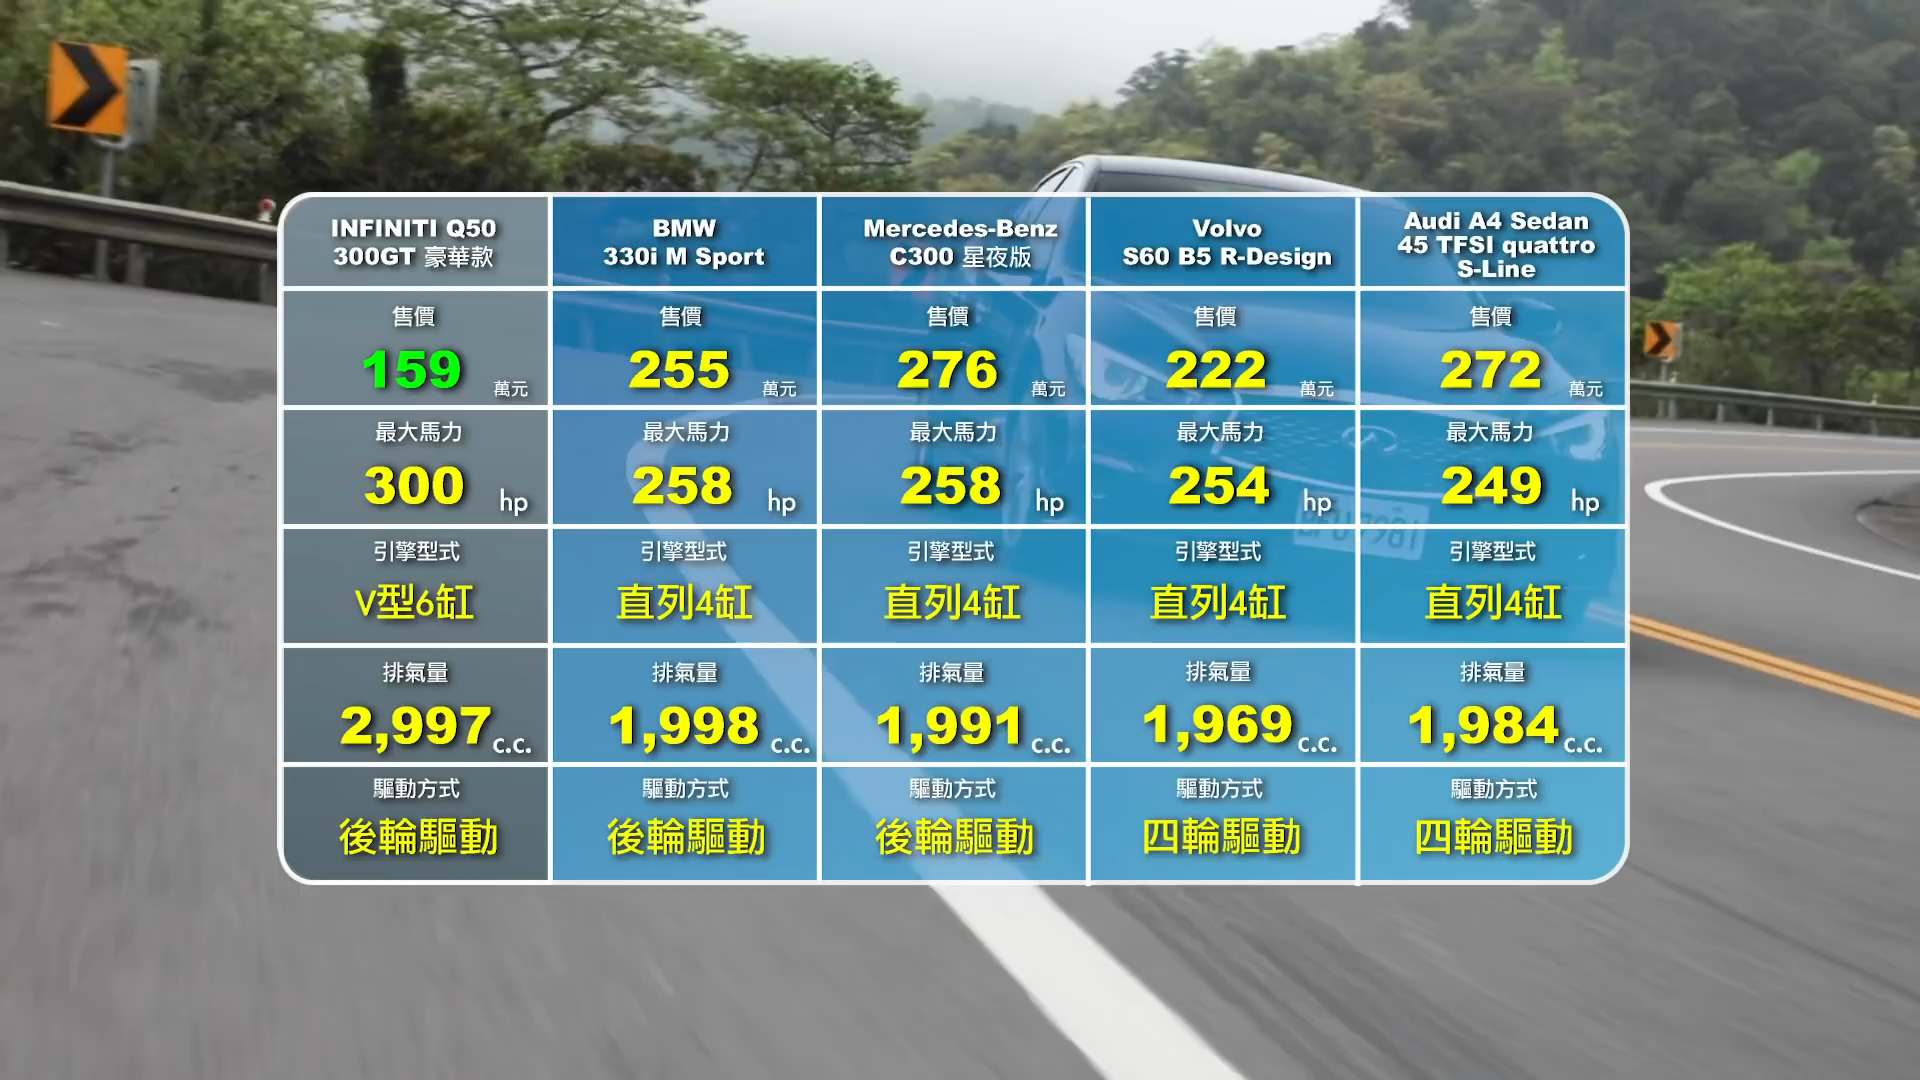 INFINITI Q50
300GT 豪華款
BMW
330i M Sport
Mercedes-Benz
C300 星夜版
Volvo
S60 B5 R-Design
Audi A4 Sedan
45 TFSI quattro
S-Line
售價
159 萬元
售價
255 萬元
售價
276 萬元
售價
222 萬元
售價
272 萬元
最大馬力
300 hp
最大馬力
258 hp
最大馬力
258 hp
最大馬力
254 hp
最大馬力
249 hp
引擎型式
V型6缸
引擎型式
直列4缸
引擎型式
直列4缸
引擎型式
直列4缸
引擎型式
直列4缸
排氣量
2,997 c.c.
排氣量
1,998 c.c.
排氣量
1,991 c.c.
排氣量
1,969 c.c.
排氣量
1,984 c.c.
驅動方式
後輪驅動
驅動方式
後輪驅動
驅動方式
後輪驅動
驅動方式
四輪驅動
驅動方式
四輪驅動